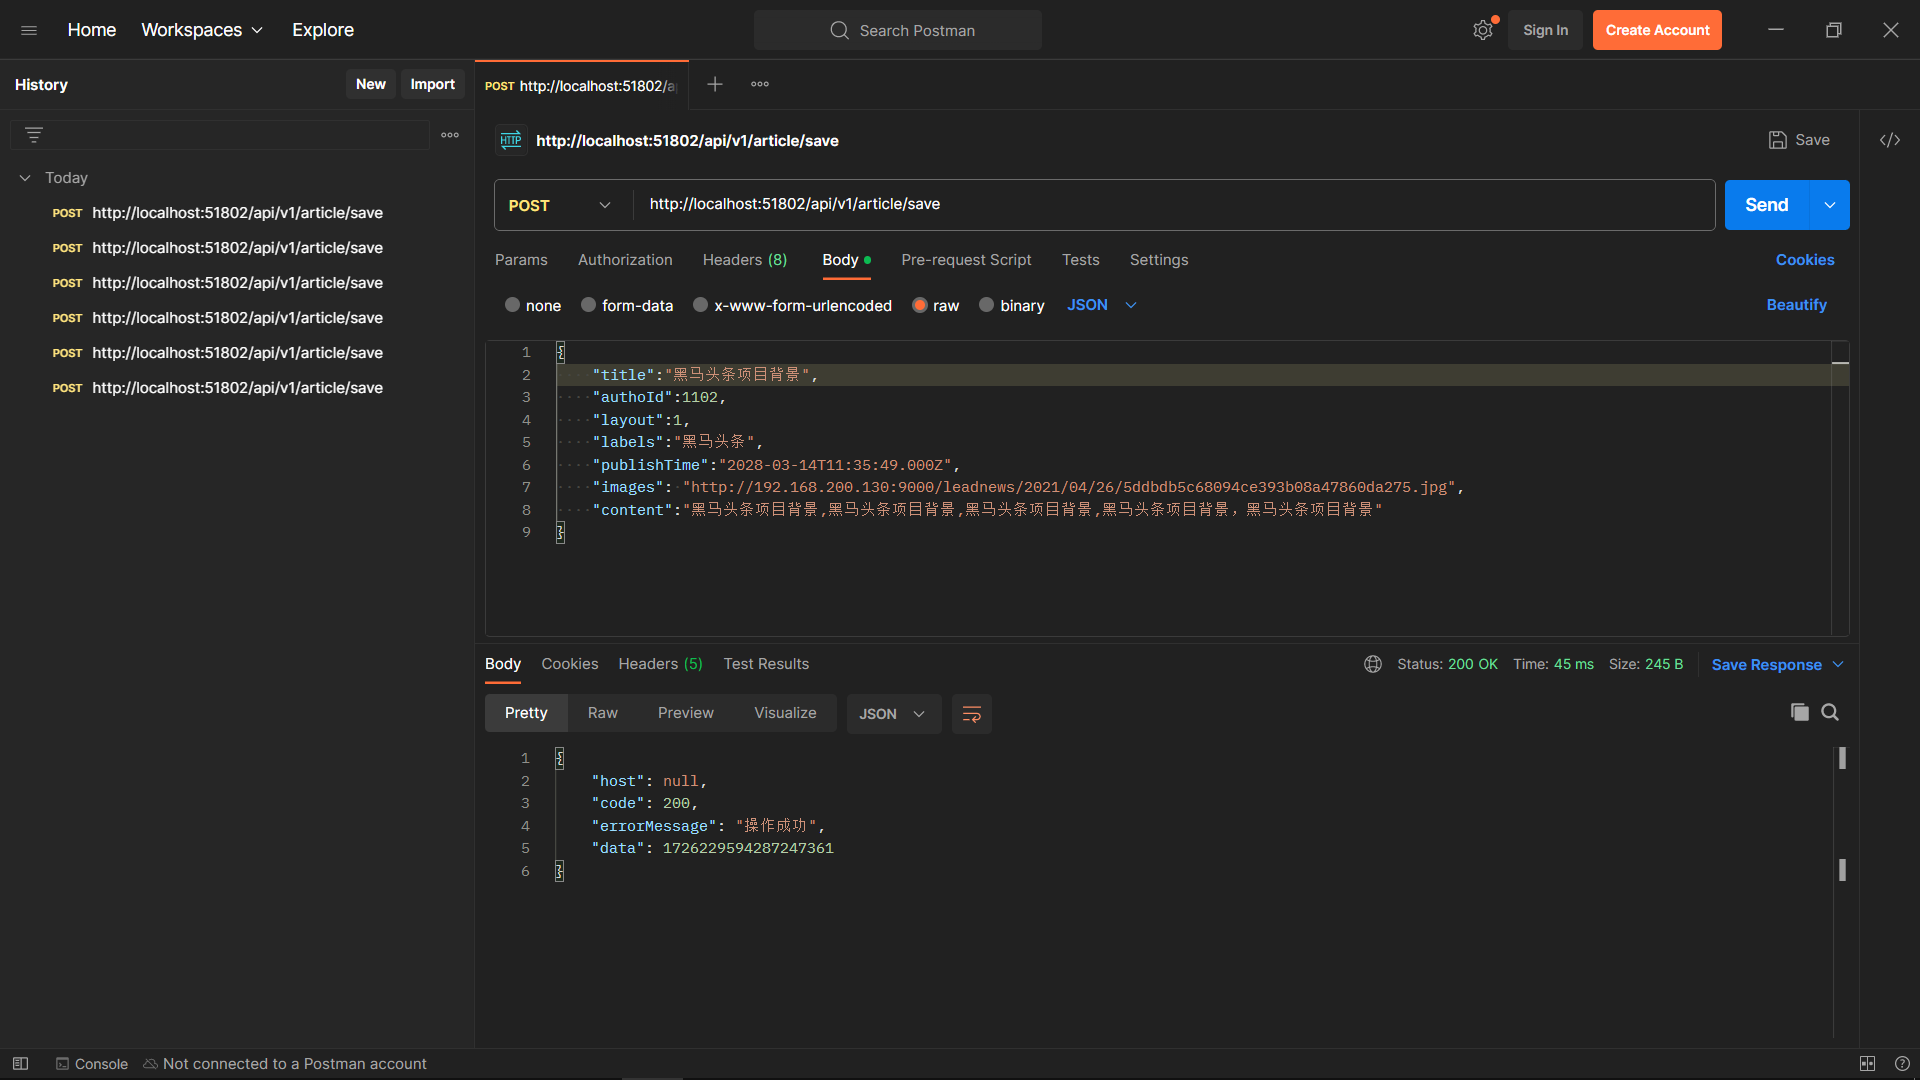 Home Workspaces Explore
Search Postman
Sign In Create Account
History New Import
POST http://localhost:51802/a
HTTP http://localhost:51802/api/v1/article/save Save
Today
POST http://localhost:51802/api/v1/article/save
POST http://localhost:51802/api/v1/article/save
POST http://localhost:51802/api/v1/article/save
POST http://localhost:51802/api/v1/article/save
POST http://localhost:51802/api/v1/article/save
POST http://localhost:51802/api/v1/article/save
POST http://localhost:51802/api/v1/article/save Send
Params Authorization Headers (8) Body Pre-request Script Tests Settings Cookies
none form-data x-www-form-urlencoded raw binary JSON Beautify
1 {
2 "title":"黑马头条项目背景",
3 "authoId":1102,
4 "layout":1,
5 "labels":"黑马头条",
6 "publishTime":"2028-03-14T11:35:49.000Z",
7 "images": "http://192.168.200.130:9000/leadnews/2021/04/26/5ddbdb5c68094ce393b08a47860da275.jpg",
8 "content":"黑马头条项目背景,黑马头条项目背景,黑马头条项目背景,黑马头条项目背景，黑马头条项目背景"
9 }
Body Cookies Headers (5) Test Results Status: 200 OK Time: 45 ms Size: 245 B Save Response
Pretty Raw Preview Visualize JSON
1 {
2 "host": null,
3 "code": 200,
4 "errorMessage": "操作成功",
5 "data": 1726229594287247361
6 }
Console Not connected to a Postman account